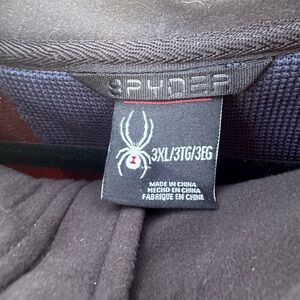 SPYDER
3XL/3TG/3EG
MADE IN CHINA
HECHO EN CHINA
FABRIQUE EN CHINE